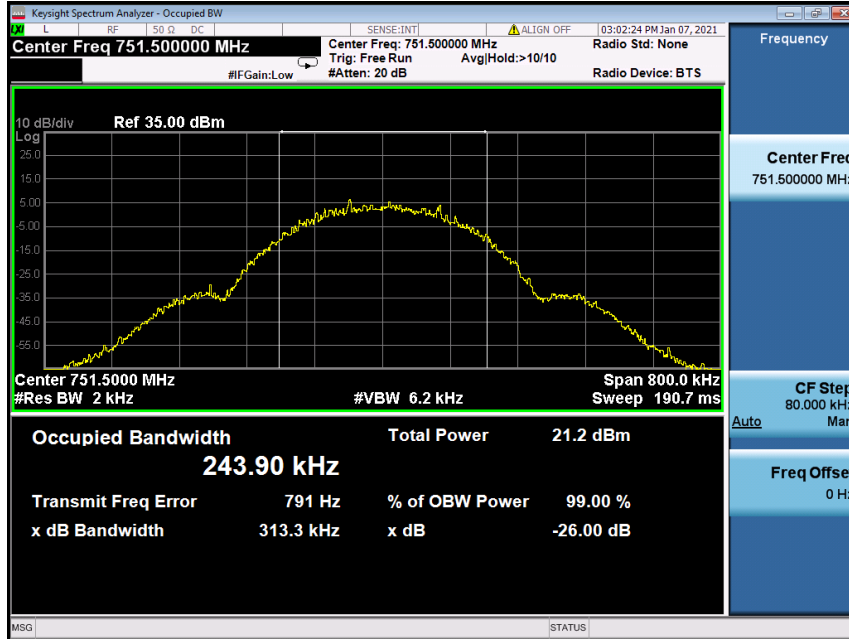 Keysight Spectrum Analyzer - Occupied BW
LXI L RF 50 Ω DC SENSE:INT ALIGN OFF 03:02:24 PM Jan 07, 2021
Center Freq 751.500000 MHz
Center Freq: 751.500000 MHz Radio Std: None
Trig: Free Run Avg|Hold:>10/10
#IFGain:Low #Atten: 20 dB Radio Device: BTS
10 dB/div Ref 35.00 dBm
Log
25.0
15.0
5.00
-5.00
-15.0
-25.0
-35.0
-45.0
-55.0
Center 751.5000 MHz Span 800.0 kHz
#Res BW 2 kHz #VBW 6.2 kHz Sweep 190.7 ms
Occupied Bandwidth Total Power 21.2 dBm
243.90 kHz
Transmit Freq Error 791 Hz % of OBW Power 99.00 %
x dB Bandwidth 313.3 kHz x dB -26.00 dB
MSG STATUS
Frequency
Center Freq
751.500000 MHz
CF Step
80.000 kHz
Auto Man
Freq Offse
0 Hz